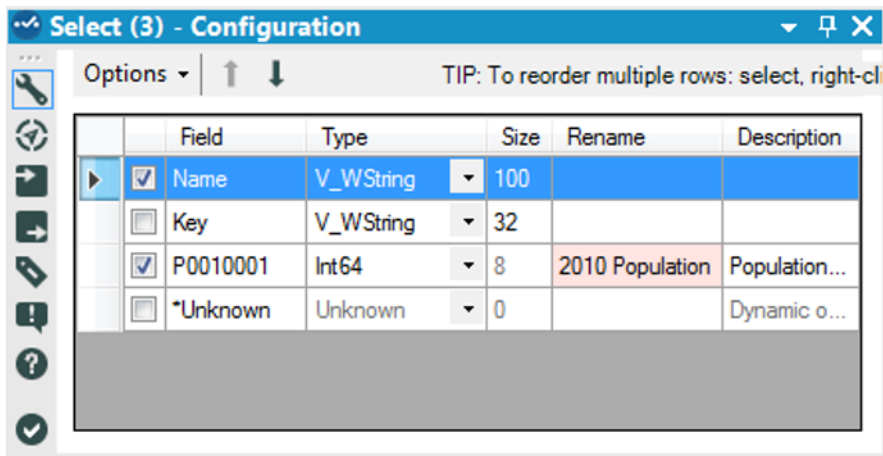 Select (3) - Configuration
Options TIP: To reorder multiple rows: select, right-cli
Field Type Size Rename Description
Name V_WString 100
Key V_WString 32
P0010001 Int64 8 2010 Population Population...
*Unknown Unknown 0 Dynamic o...